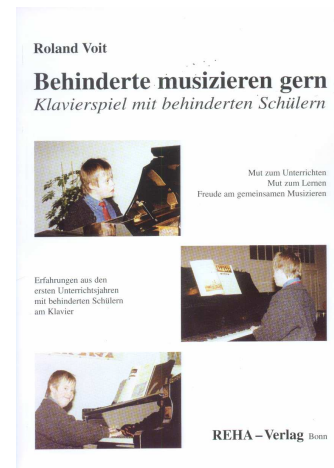 Roland Voit
Behinderte musizieren gern
Klavierspiel mit behinderten Schülern
Mut zum Unterrichten
Mut zum Lernen
Freude am gemeinsamen Musizieren
Erfahrungen aus den
ersten Unterrichtsjahren
mit behinderten Schülern
am Klavier
REHA – Verlag Bonn